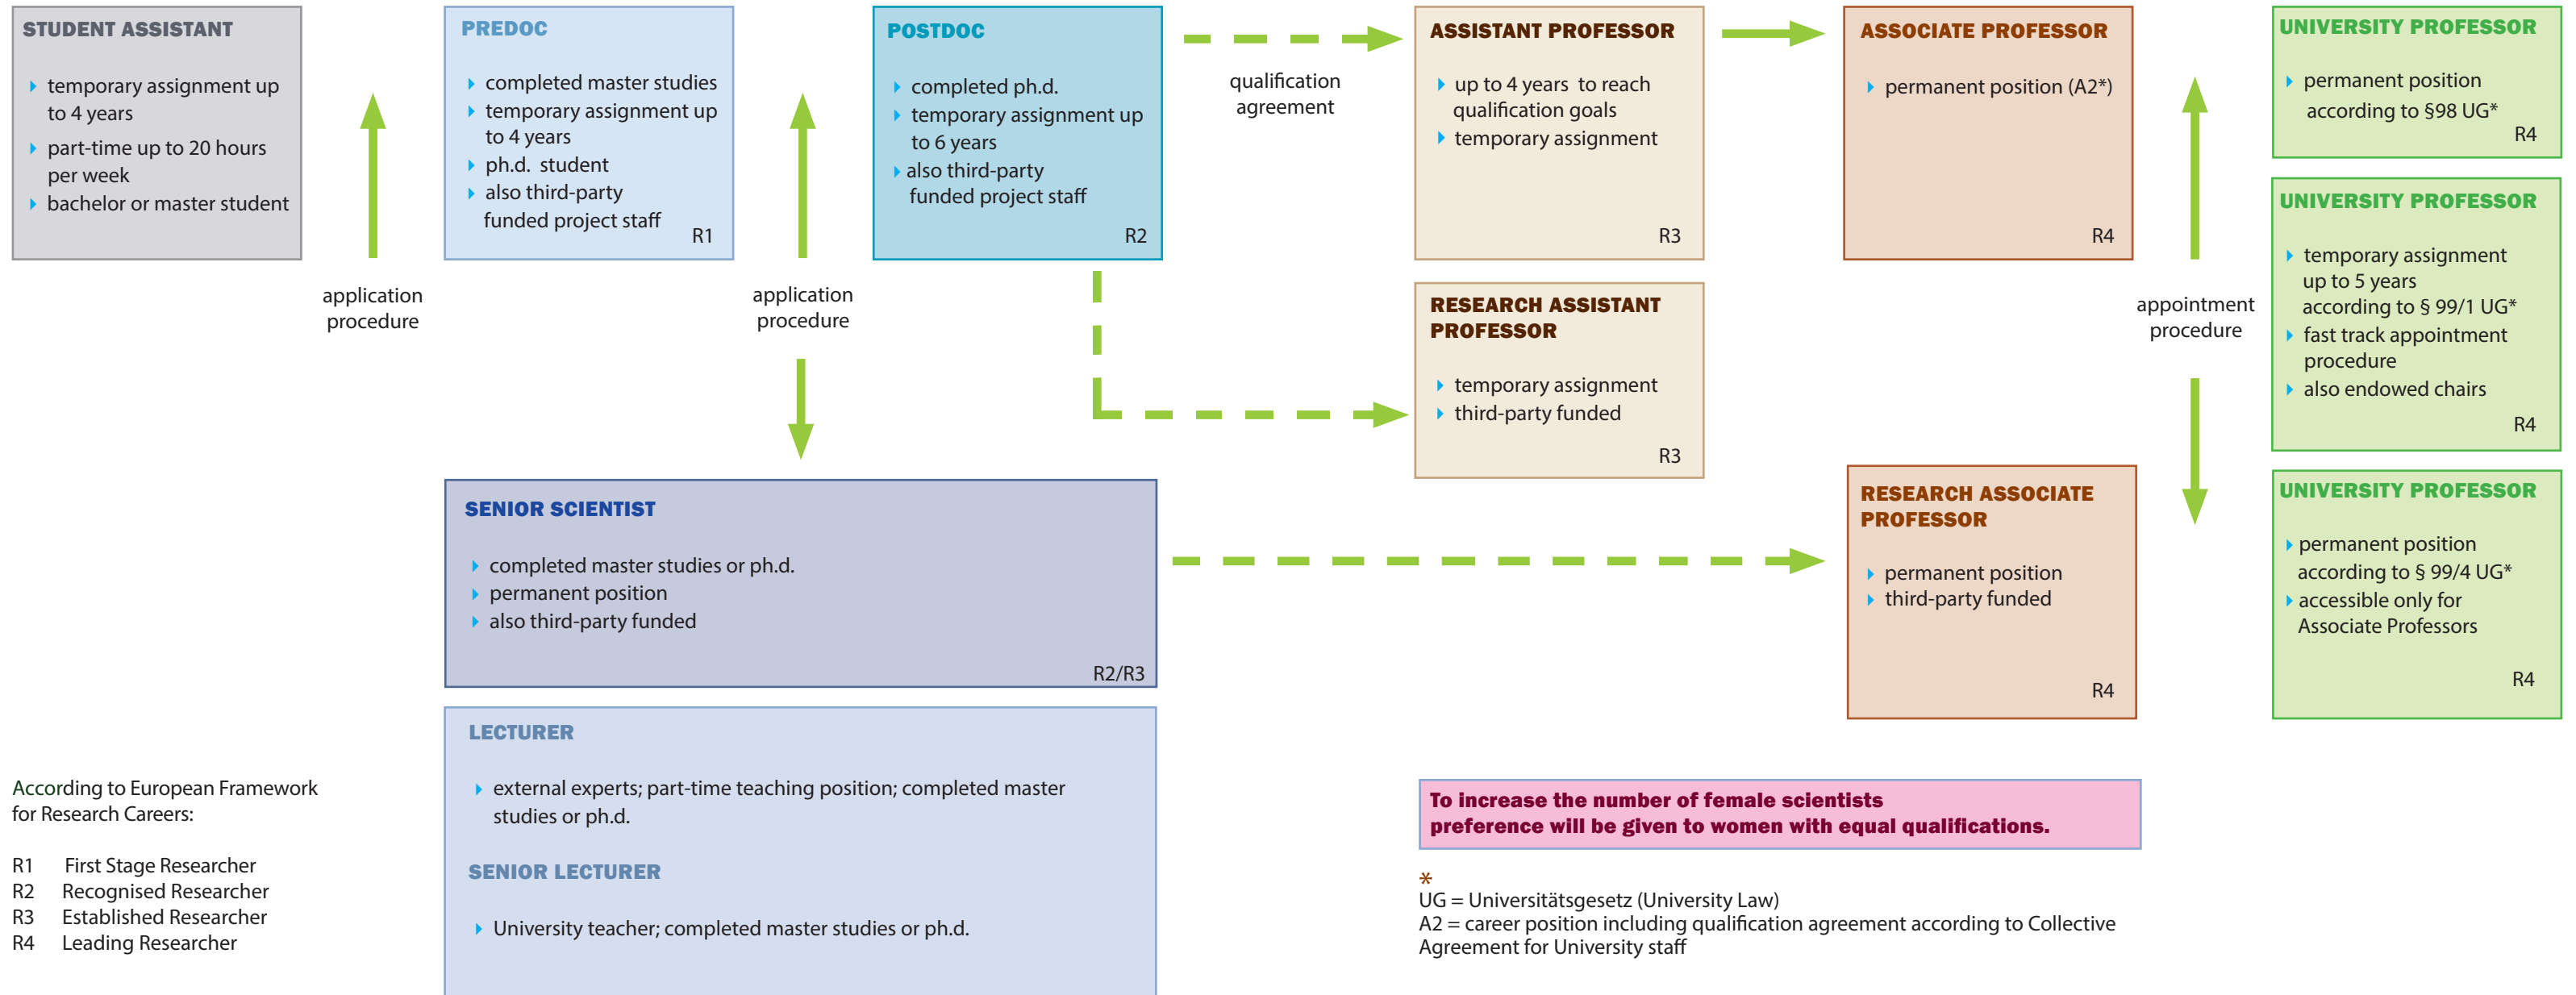 STUDENT ASSISTANT
temporary assignment up
to 4 years
part-time up to 20 hours
per week
bachelor or master student
application
procedure
PREDOC
completed master studies
temporary assignment up
to 4 years
ph.d. student
also third-party
funded project staff
R1
application
procedure
POSTDOC
completed ph.d.
temporary assignment up
to 6 years
also third-party
funded project staff
R2
qualification
agreement
ASSISTANT PROFESSOR
up to 4 years to reach
qualification goals
temporary assignment
R3
RESEARCH ASSISTANT
PROFESSOR
temporary assignment
third-party funded
R3
ASSOCIATE PROFESSOR
permanent position (A2*)
R4
appointment
procedure
UNIVERSITY PROFESSOR
permanent position
according to §98 UG*
R4
UNIVERSITY PROFESSOR
temporary assignment
up to 5 years
according to § 99/1 UG*
fast track appointment
procedure
also endowed chairs
R4
SENIOR SCIENTIST
completed master studies or ph.d.
permanent position
also third-party funded
R2/R3
RESEARCH ASSOCIATE
PROFESSOR
permanent position
third-party funded
R4
UNIVERSITY PROFESSOR
permanent position
according to § 99/4 UG*
accessible only for
Associate Professors
R4
LECTURER
external experts; part-time teaching position; completed master
studies or ph.d.
SENIOR LECTURER
University teacher; completed master studies or ph.d.
According to European Framework
for Research Careers:
R1 First Stage Researcher
R2 Recognised Researcher
R3 Established Researcher
R4 Leading Researcher
To increase the number of female scientists
preference will be given to women with equal qualifications.
*
UG = Universitätsgesetz (University Law)
A2 = career position including qualification agreement according to Collective
Agreement for University staff